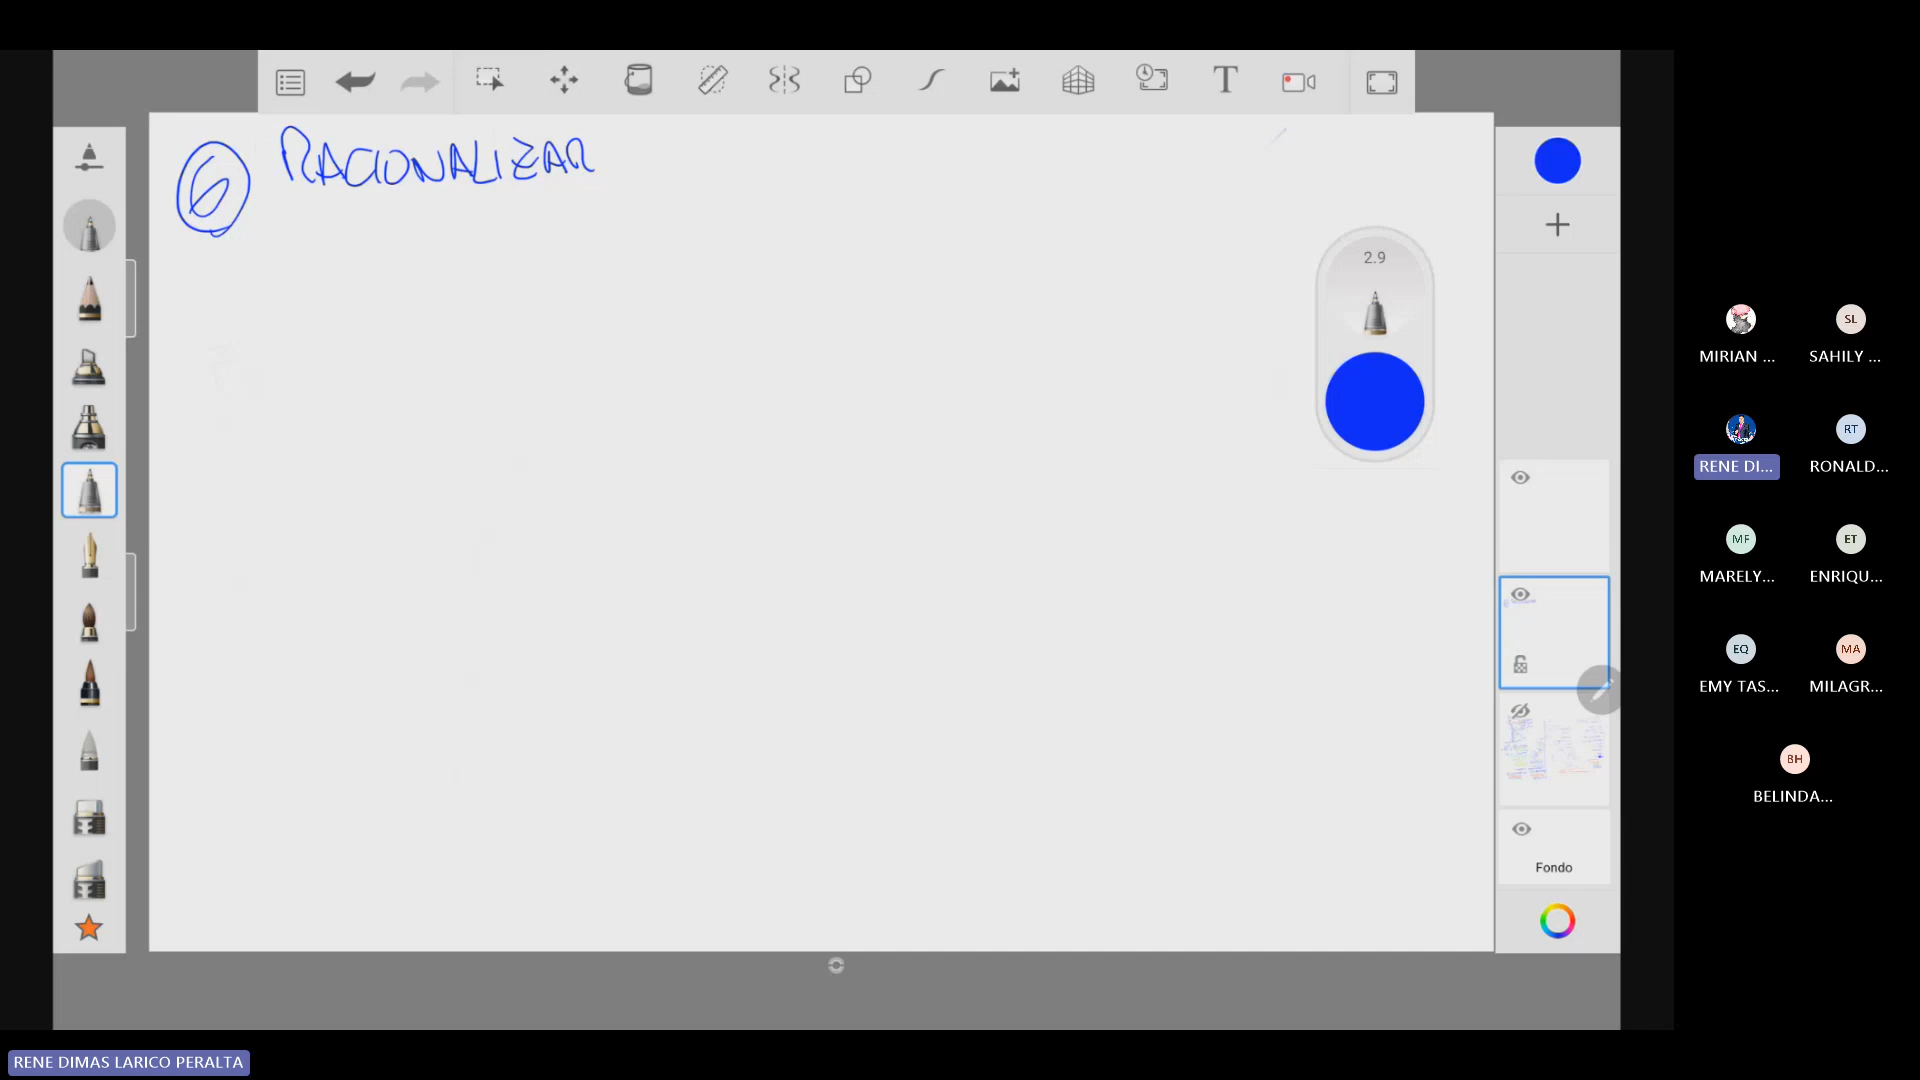 ⑥ RACIONALIZAR
T
2.9
Fondo
MIRIAN ...
SL
SAHILY ...
RENE DI...
RT
RONALD...
MF
MARELY...
ET
ENRIQU...
EQ
EMY TAS...
MA
MILAGR...
BH
BELINDA...
RENE DIMAS LARICO PERALTA